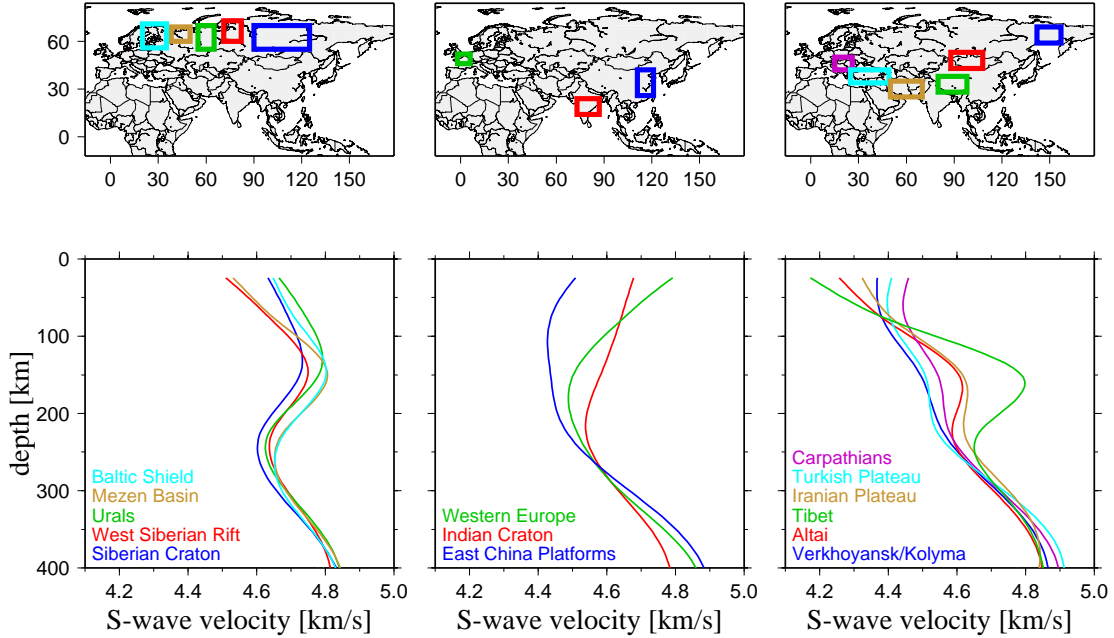 60
30
0
0 30 60 90 120 150
0 30 60 90 120 150
0 30 60 90 120 150
0
100
200
300
400
depth [km]
Baltic Shield
Mezen Basin
Urals
West Siberian Rift
Siberian Craton
4.2 4.4 4.6 4.8 5.0
S-wave velocity [km/s]
Western Europe
Indian Craton
East China Platforms
4.2 4.4 4.6 4.8 5.0
S-wave velocity [km/s]
Carpathians
Turkish Plateau
Iranian Plateau
Tibet
Altai
Verkhoyansk/Kolyma
4.2 4.4 4.6 4.8 5.0
S-wave velocity [km/s]